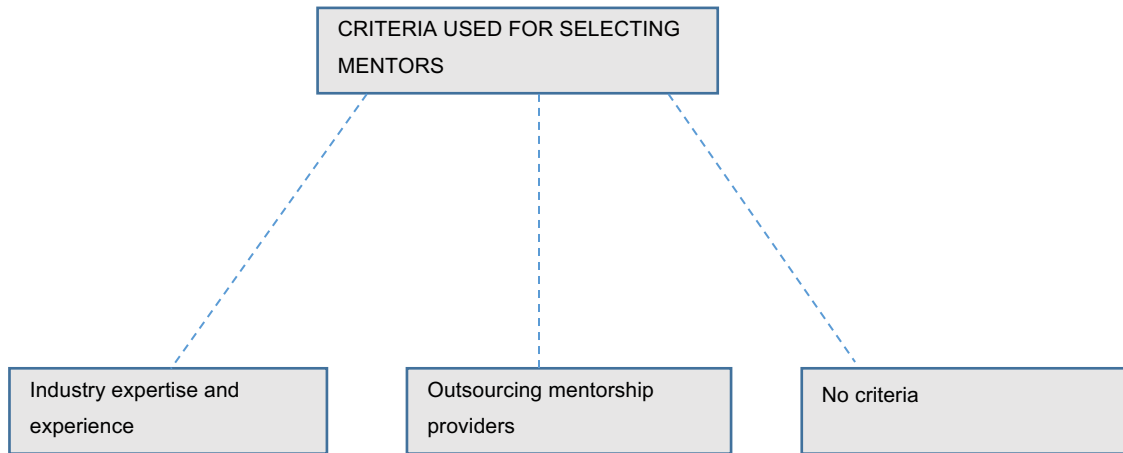 CRITERIA USED FOR SELECTING
MENTORS
Industry expertise and
experience
Outsourcing mentorship
providers
No criteria